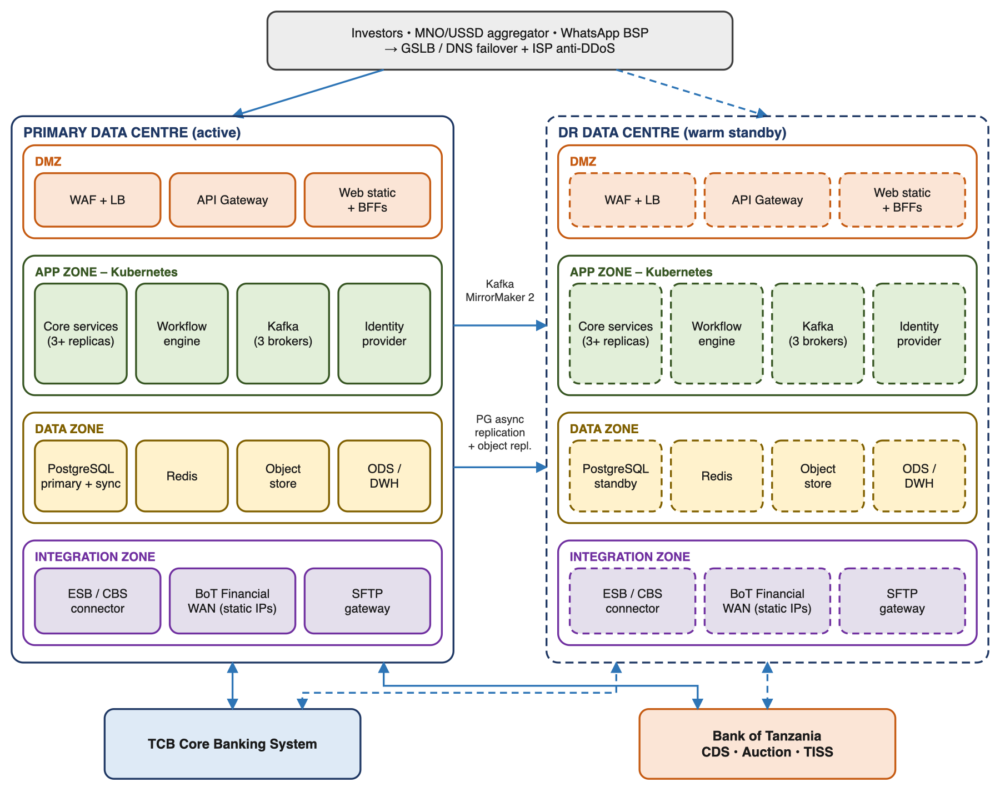 Investors • MNO/USSD aggregator • WhatsApp BSP
→ GSLB / DNS failover + ISP anti-DDoS
PRIMARY DATA CENTRE (active)
DMZ
WAF + LB
API Gateway
Web static
+ BFFs
APP ZONE – Kubernetes
Core services
(3+ replicas)
Workflow
engine
Kafka
(3 brokers)
Identity
provider
DATA ZONE
PostgreSQL
primary + sync
Redis
Object
store
ODS /
DWH
INTEGRATION ZONE
ESB / CBS
connector
BoT Financial
WAN (static IPs)
SFTP
gateway
Kafka
MirrorMaker 2
PG async
replication
+ object repl.
DR DATA CENTRE (warm standby)
DMZ
WAF + LB
API Gateway
Web static
+ BFFs
APP ZONE – Kubernetes
Core services
(3+ replicas)
Workflow
engine
Kafka
(3 brokers)
Identity
provider
DATA ZONE
PostgreSQL
standby
Redis
Object
store
ODS /
DWH
INTEGRATION ZONE
ESB / CBS
connector
BoT Financial
WAN (static IPs)
SFTP
gateway
TCB Core Banking System
Bank of Tanzania
CDS • Auction • TISS